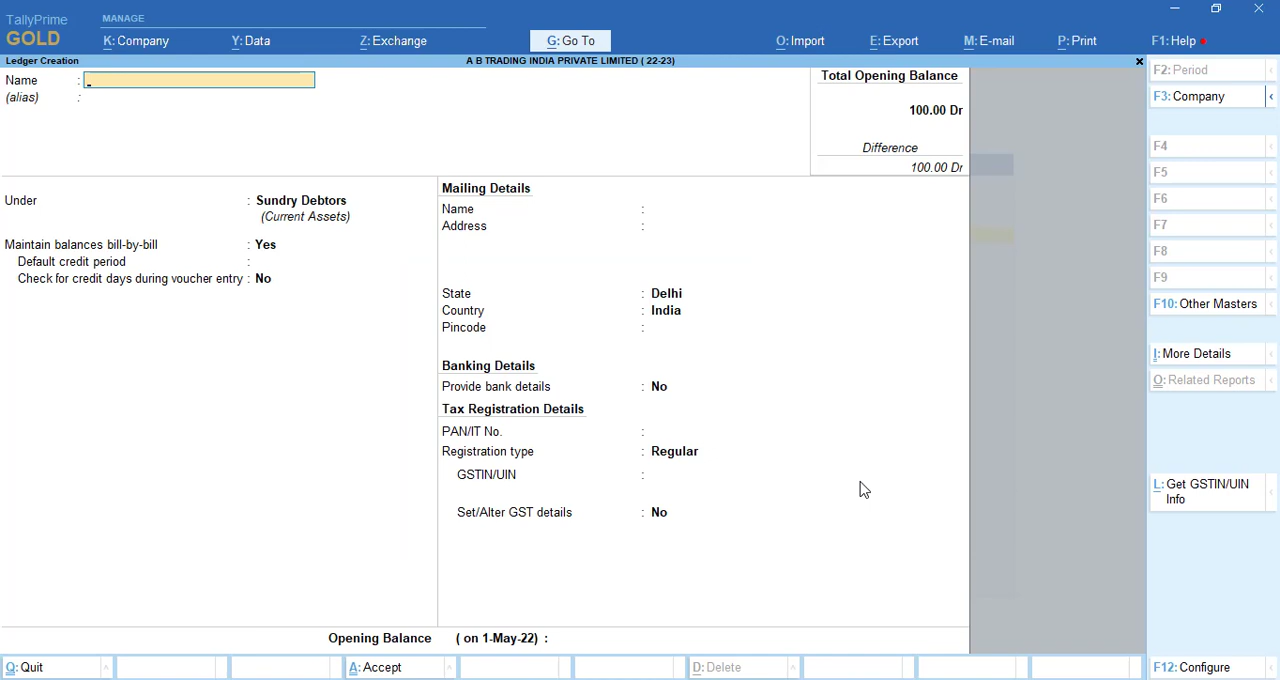 TallyPrime
GOLD
MANAGE
K: Company
Y: Data
Z: Exchange
G: Go To
O: Import
E: Export
M: E-mail
P: Print
F1: Help
Ledger Creation
A B TRADING INDIA PRIVATE LIMITED ( 22-23)
Name :
(alias) :
Total Opening Balance
100.00 Dr
Difference
100.00 Dr
Under : Sundry Debtors
(Current Assets)
Maintain balances bill-by-bill : Yes
Default credit period :
Check for credit days during voucher entry : No
Mailing Details
Name :
Address :
State : Delhi
Country : India
Pincode :
Banking Details
Provide bank details : No
Tax Registration Details
PAN/IT No. :
Registration type : Regular
GSTIN/UIN :
Set/Alter GST details : No
Opening Balance ( on 1-May-22) :
F2: Period
F3: Company
F4
F5
F6
F7
F8
F9
F10: Other Masters
I: More Details
O: Related Reports
L: Get GSTIN/UIN
Info
Q: Quit
A: Accept
D: Delete
F12: Configure